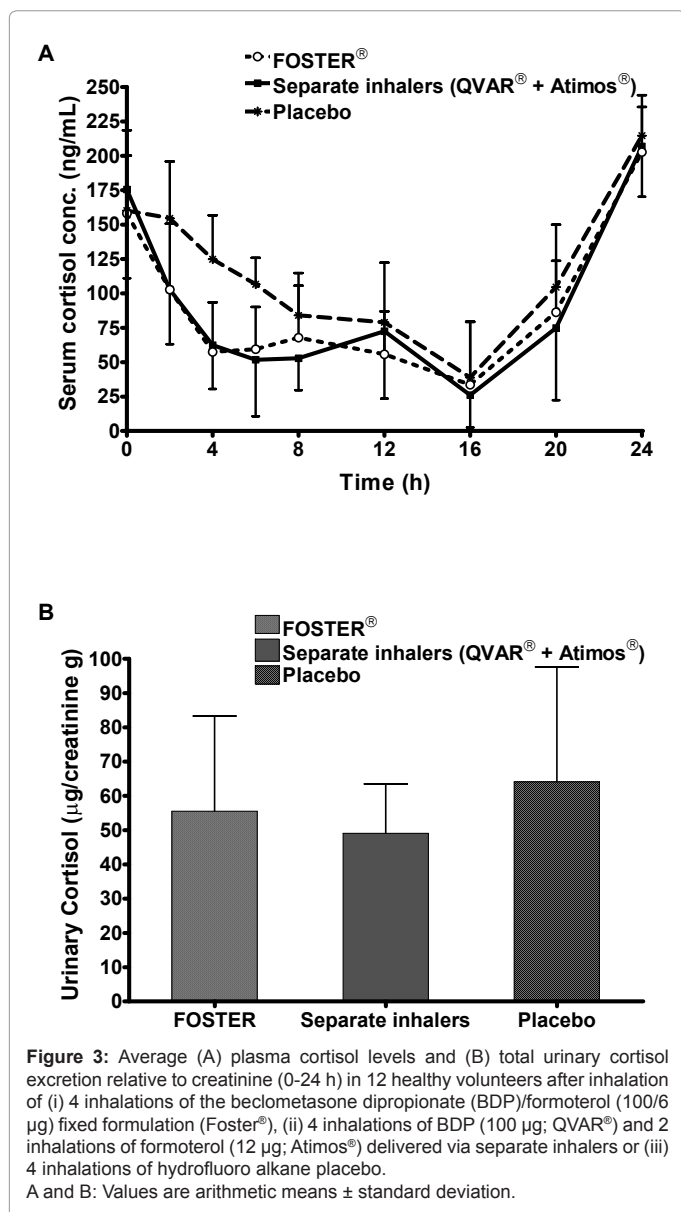 A
FOSTER®
Separate inhalers (QVAR® + Atimos®)
Placebo
Serum cortisol conc. (ng/mL)
250
225
200
175
150
125
100
75
50
25
0
0 4 8 12 16 20 24
Time (h)
B
FOSTER®
Separate inhalers (QVAR® + Atimos®)
Placebo
Urinary Cortisol (µg/creatinine g)
100
90
80
70
60
50
40
30
20
10
0
FOSTER Separate inhalers Placebo
Figure 3: Average (A) plasma cortisol levels and (B) total urinary cortisol
excretion relative to creatinine (0-24 h) in 12 healthy volunteers after inhalation
of (i) 4 inhalations of the beclometasone dipropionate (BDP)/formoterol (100/6
µg) fixed formulation (Foster®), (ii) 4 inhalations of BDP (100 µg; QVAR®) and 2
inhalations of formoterol (12 µg; Atimos®) delivered via separate inhalers or (iii)
4 inhalations of hydrofluoro alkane placebo.
A and B: Values are arithmetic means ± standard deviation.